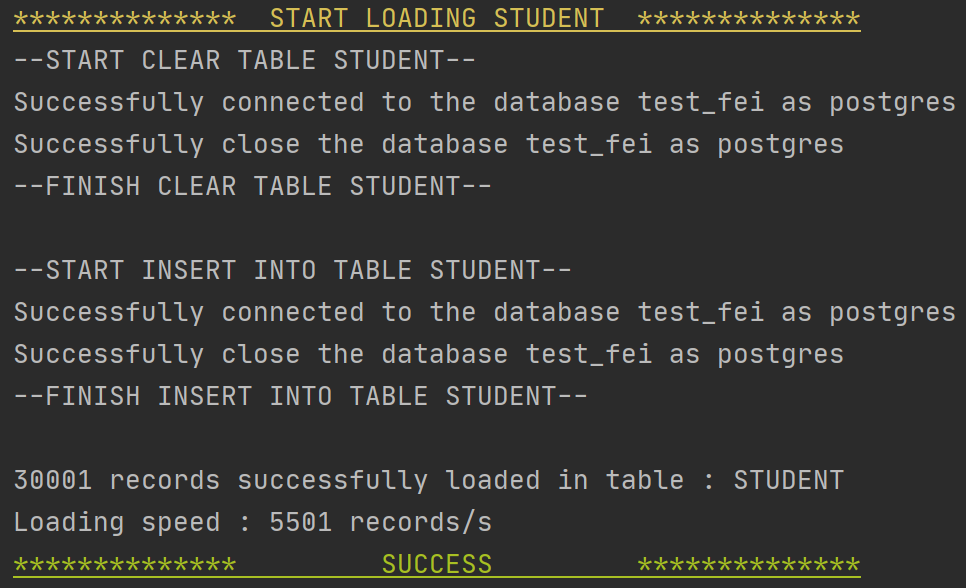 ************** START LOADING STUDENT **************
--START CLEAR TABLE STUDENT--
Successfully connected to the database test_fei as postgres
Successfully close the database test_fei as postgres
--FINISH CLEAR TABLE STUDENT--
--START INSERT INTO TABLE STUDENT--
Successfully connected to the database test_fei as postgres
Successfully close the database test_fei as postgres
--FINISH INSERT INTO TABLE STUDENT--
30001 records successfully loaded in table : STUDENT
Loading speed : 5501 records/s
************** SUCCESS **************